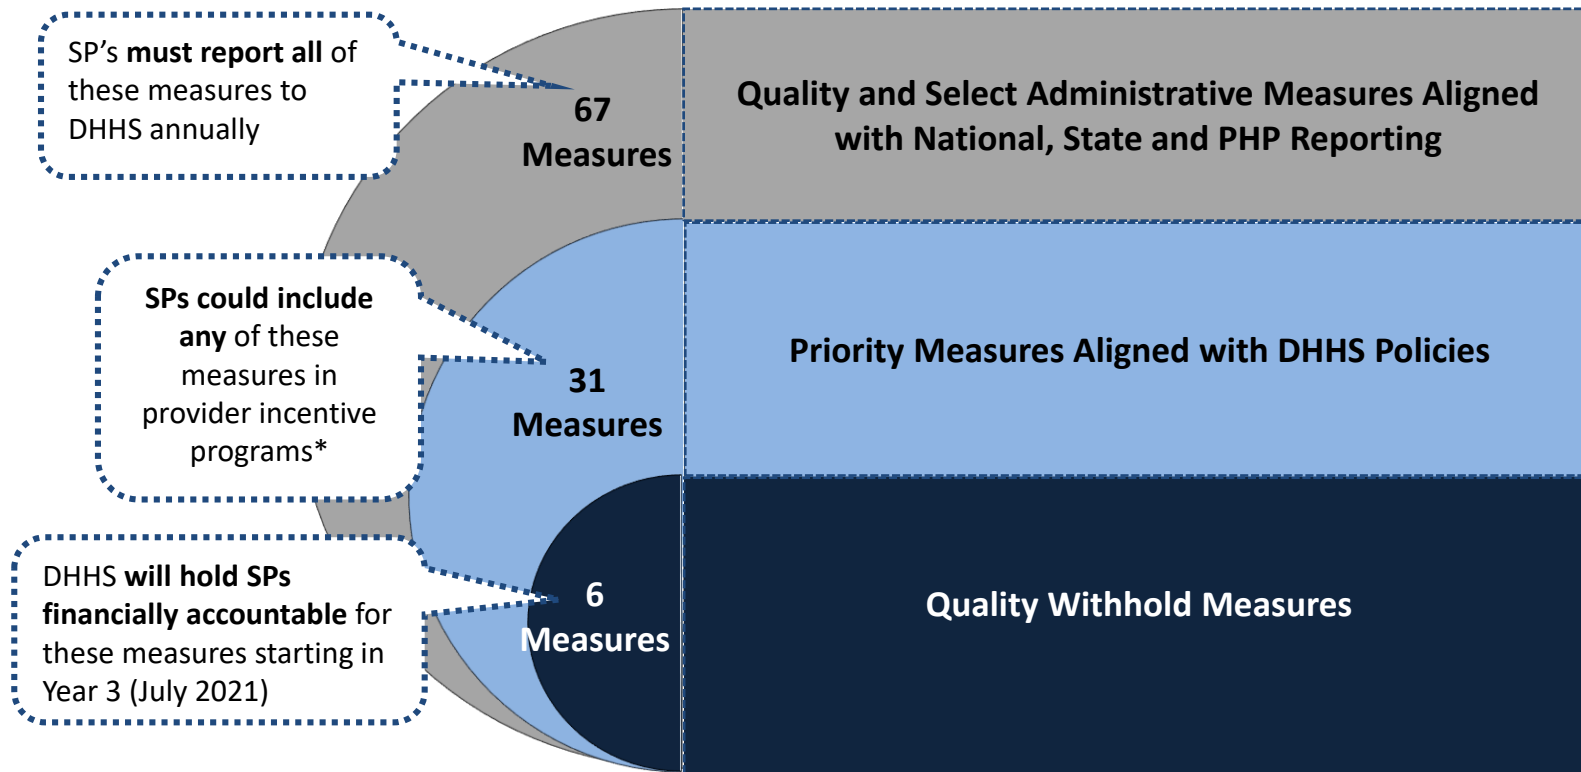 SP’s must report all of
these measures to
DHHS annually
67
Measures
Quality and Select Administrative Measures Aligned
with National, State and PHP Reporting
SPs could include
any of these
measures in
provider incentive
programs*
31
Measures
Priority Measures Aligned with DHHS Policies
DHHS will hold SPs
financially accountable for
these measures starting in
Year 3 (July 2021)
6
Measures
Quality Withhold Measures